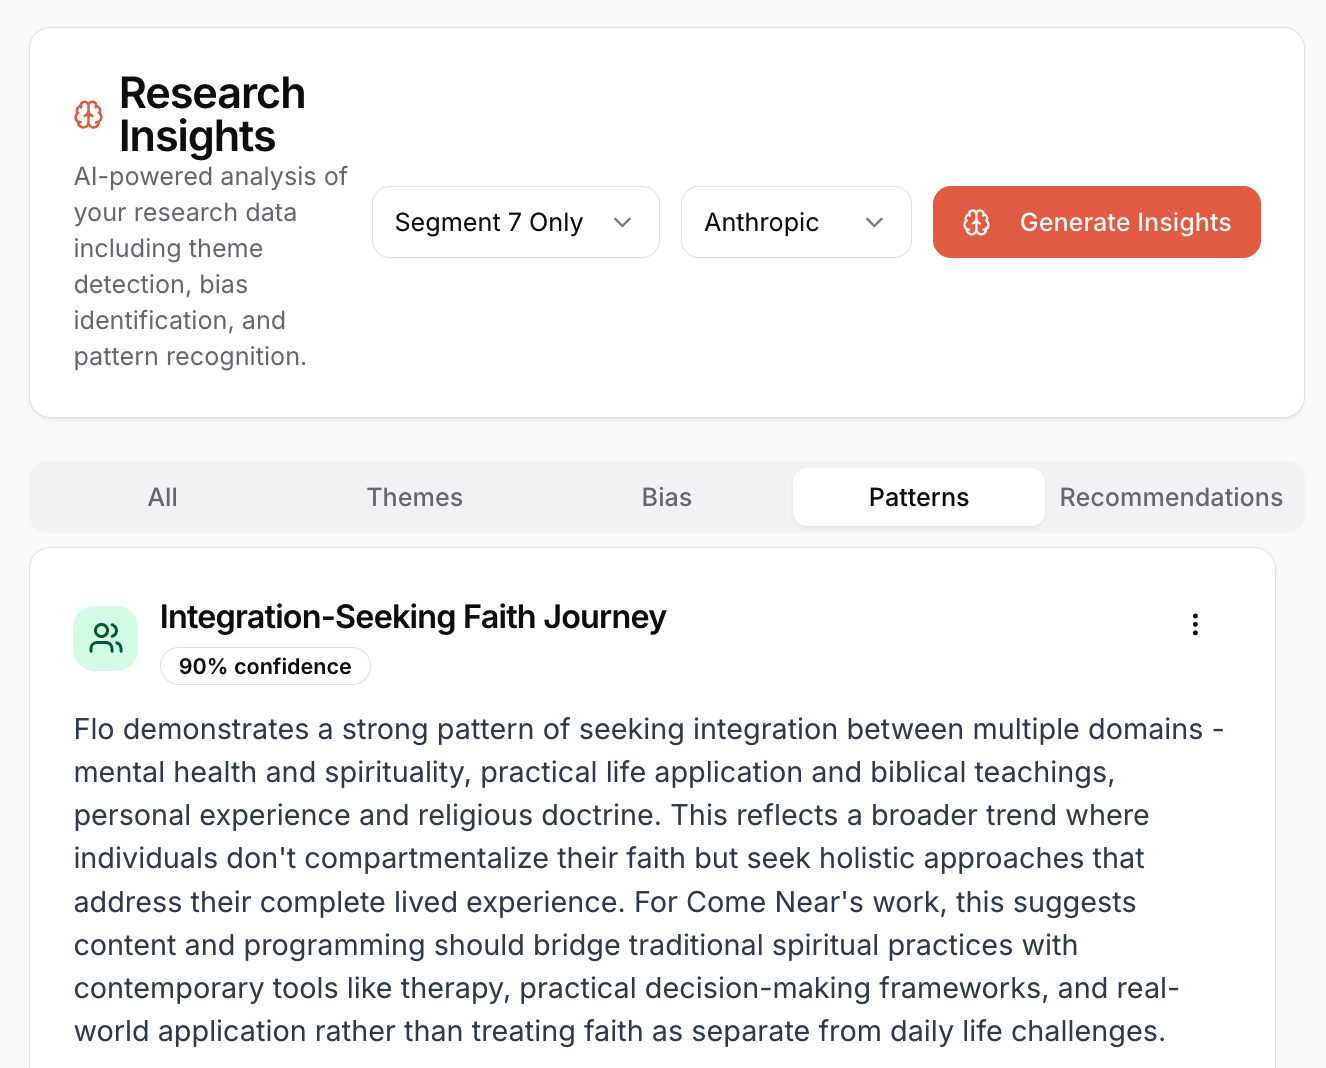 Research
Insights
AI-powered analysis of
your research data
including theme
detection, bias
identification, and
pattern recognition.
Segment 7 Only
Anthropic
Generate Insights
All
Themes
Bias
Patterns
Recommendations
Integration-Seeking Faith Journey
90% confidence
Flo demonstrates a strong pattern of seeking integration between multiple domains -
mental health and spirituality, practical life application and biblical teachings,
personal experience and religious doctrine. This reflects a broader trend where
individuals don't compartmentalize their faith but seek holistic approaches that
address their complete lived experience. For Come Near's work, this suggests
content and programming should bridge traditional spiritual practices with
contemporary tools like therapy, practical decision-making frameworks, and real-
world application rather than treating faith as separate from daily life challenges.